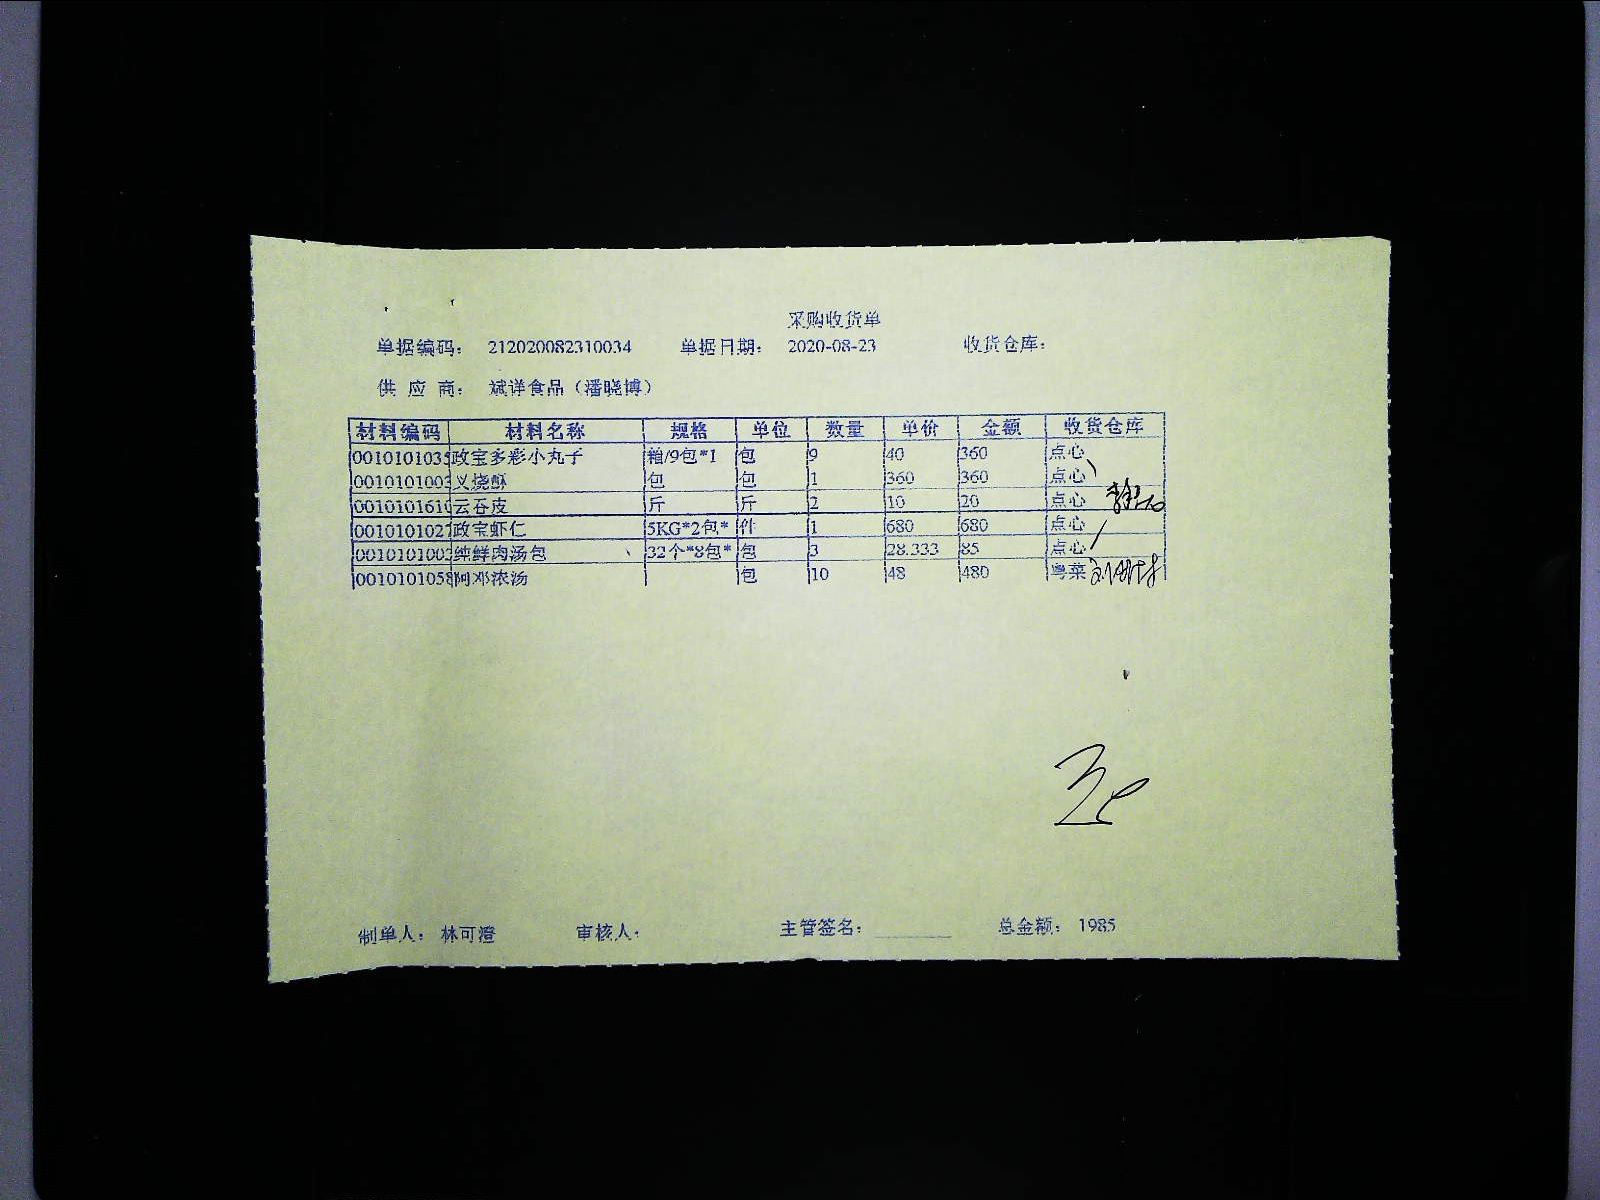 采购收货单
单据编码: 212020082310034 单据日期: 2020-08-23 收货仓库:
供 应 商: 斌详食品（潘晓博）
材料编码 材料名称 规格 单位 数量 单价 金额 收货仓库
0010101035 政宝多彩小丸子 箱/9包*1 包 9 40 360 点心
0010101003 叉烧酥 包 包 1 360 360 点心
0010101610 云吞皮 斤 斤 2 10 20 点心
0010101027 政宝虾仁 5KG*2包* 件 1 680 680 点心
0010101003 纯鲜肉汤包 32个*8包* 包 3 28.333 85 点心
0010101058 阿邓浓汤 包 10 48 480 粤菜
制单人: 林可澄 审核人: 主管签名: 总金额: 1985